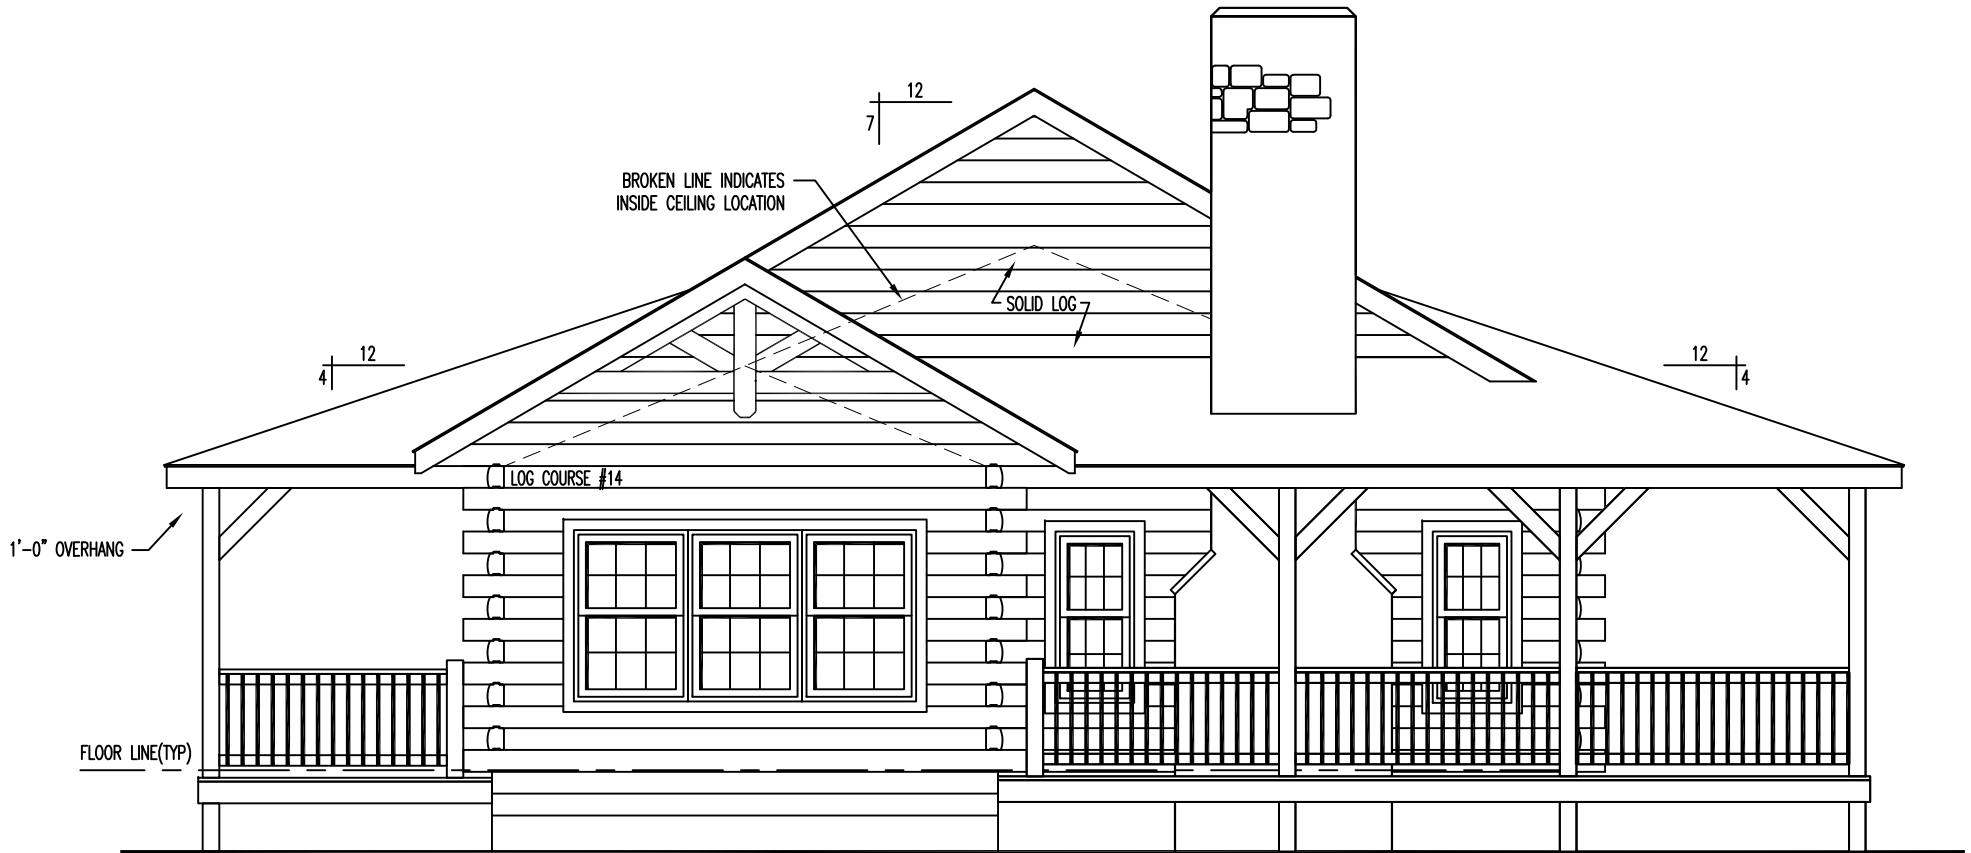 12
7
BROKEN LINE INDICATES
INSIDE CEILING LOCATION
SOLID LOG
12
4
12
4
LOG COURSE #14
1'-0" OVERHANG
FLOOR LINE(TYP)